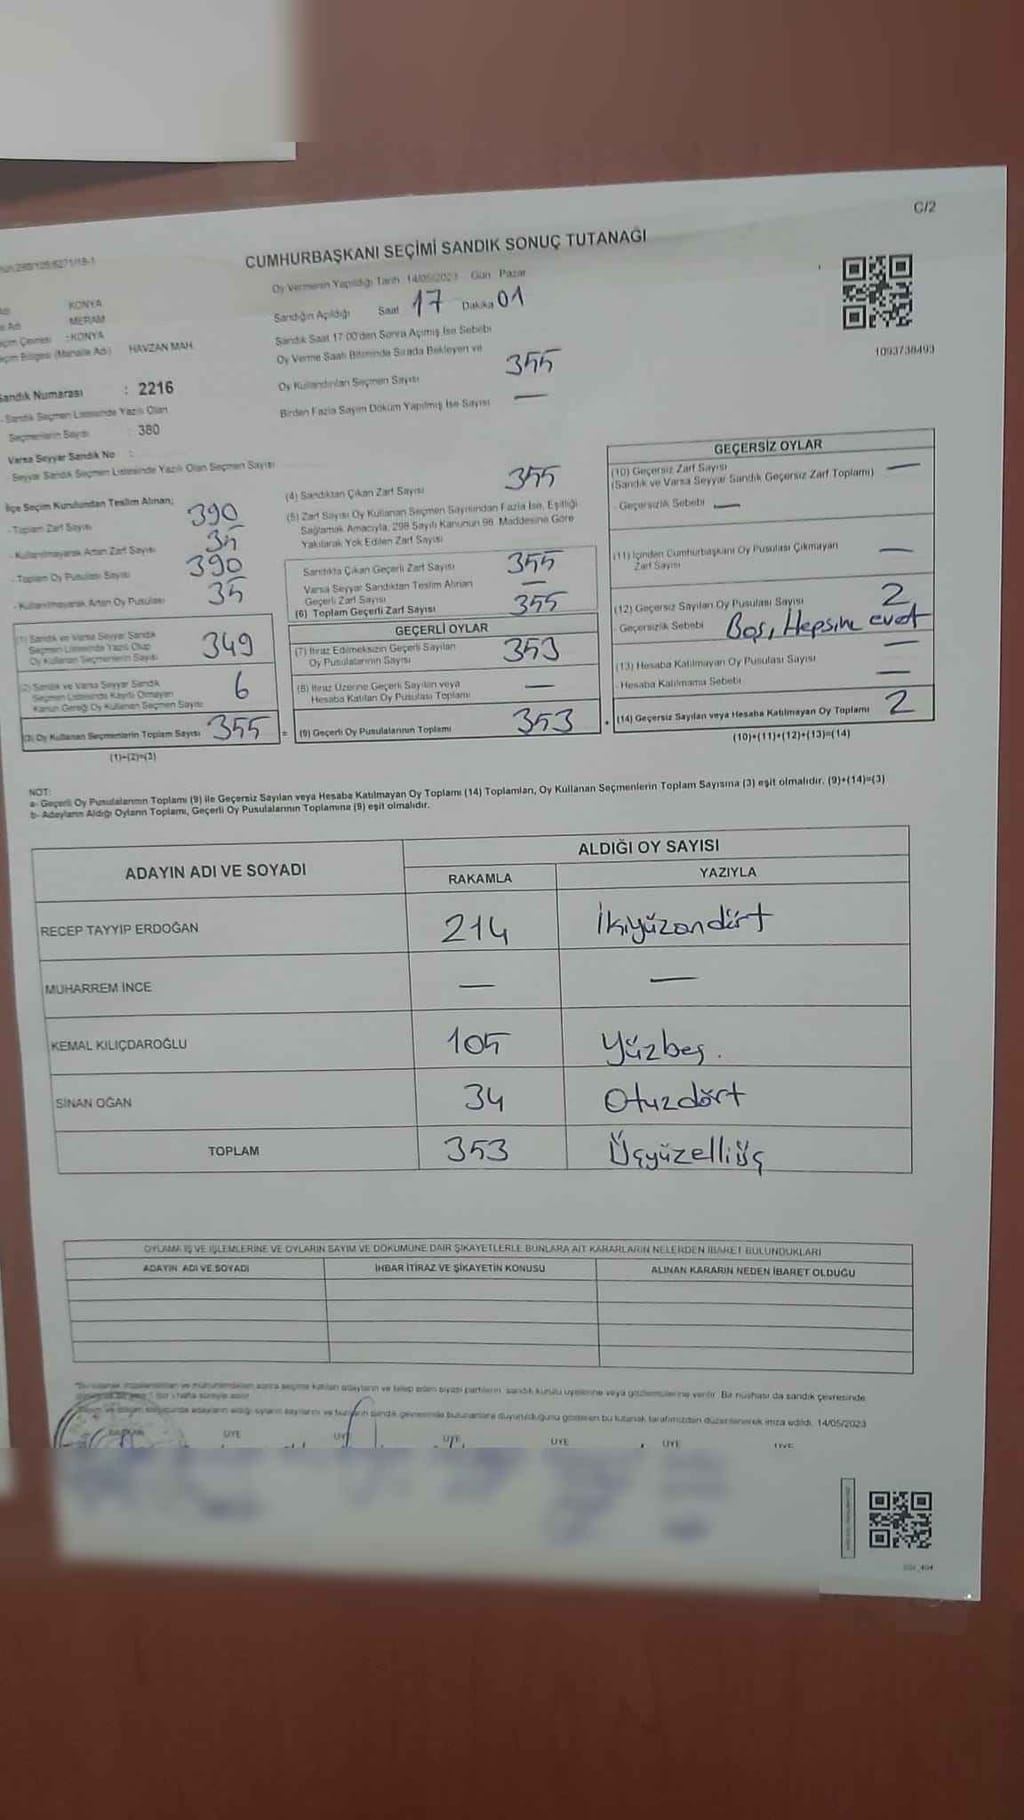 C/2
CUMHURBAŞKANI SEÇİMİ SANDIK SONUÇ TUTANAĞI
Oy Vermenin Yapıldığı Tarih 14/05/2023 Gün Pazar
Sandığın Açıldığı Saat 17 Dakika 01
Sandık Saat 17:00'den Sonra Açılmış İse Sebebi
Oy Verme Saati Bitiminde Sırada Bekleyen ve
Oy Kullandırılan Seçmen Sayısı 355
Birden Fazla Sayım Döküm Yapılmış İse Sayısı —
1093738493
KONYA
MERAM
:KONYA
(Mahalle Adı) HAVZAN MAH.
Sandık Numarası : 2216
Sandık Seçmen Listesinde Yazılı Olan
Seçmenlerin Sayısı : 380
Varsa Seyyar Sandık No :
Seyyar Sandık Seçmen Listesinde Yazılı Olan Seçmen Sayısı
İlçe Seçim Kurulundan Teslim Alınan;
- Toplam Zarf Sayısı 390
- Kullanılmayarak Artan Zarf Sayısı 35
- Toplam Oy Pusulası Sayısı 390
- Kullanılmayarak Artan Oy Pusulası 35
(1) Sandık ve Varsa Seyyar Sandık
Seçmen Listesinde Yazılı Olup
Oy Kullanan Seçmenlerin Sayısı 349
(2) Sandık ve Varsa Seyyar Sandık
Seçmen Listesinde Kayıtlı Olmayan
Kanun Gereği Oy Kullanan Seçmen Sayısı 6
(3) Oy Kullanan Seçmenlerin Toplam Sayısı 355
(1)+(2)=(3)
(4) Sandıktan Çıkan Zarf Sayısı 355
(5) Zarf Sayısı Oy Kullanan Seçmen Sayısından Fazla İse, Eşitliği
Sağlamak Amacıyla, 298 Sayılı Kanunun 98. Maddesine Göre
Yakılarak Yok Edilen Zarf Sayısı
Sandıkta Çıkan Geçerli Zarf Sayısı 355
Varsa Seyyar Sandıktan Teslim Alınan
Geçerli Zarf Sayısı —
(6) Toplam Geçerli Zarf Sayısı 355
GEÇERLİ OYLAR
(7) İtiraz Edilmeksizin Geçerli Sayılan
Oy Pusulalarının Sayısı 353
(8) İtiraz Üzerine Geçerli Sayılan veya
Hesaba Katılan Oy Pusulası Toplamı —
= (9) Geçerli Oy Pusulalarının Toplamı 353 +
GEÇERSİZ OYLAR
(10) Geçersiz Zarf Sayısı —
(Sandık ve Varsa Seyyar Sandık Geçersiz Zarf Toplamı)
Geçersizlik Sebebi —
(11) İçinden Cumhurbaşkanı Oy Pusulası Çıkmayan
Zarf Sayısı —
(12) Geçersiz Sayılan Oy Pusulası Sayısı 2
Geçersizlik Sebebi Boş, Hepsine evet
(13) Hesaba Katılmayan Oy Pusulası Sayısı —
- Hesaba Katılmama Sebebi —
(14) Geçersiz Sayılan veya Hesaba Katılmayan Oy Toplamı 2
(10)+(11)+(12)+(13)=(14)
NOT:
a- Geçerli Oy Pusulalarının Toplamı (9) ile Geçersiz Sayılan veya Hesaba Katılmayan Oy Toplamı (14) Toplamları, Oy Kullanan Seçmenlerin Toplam Sayısına (3) eşit olmalıdır. (9)+(14)=(3)
b- Adayların Aldığı Oyların Toplamı, Geçerli Oy Pusulalarının Toplamına (9) eşit olmalıdır.
ADAYIN ADI VE SOYADI ALDIĞI OY SAYISI
RAKAMLA YAZIYLA
RECEP TAYYIP ERDOĞAN 214 İkiyüzondört
MUHARREM İNCE — —
KEMAL KILIÇDAROĞLU 105 Yüzbeş.
SİNAN OĞAN 34 Otuzdört
TOPLAM 353 Üçyüzelliüç
OYLAMA İŞ VE İŞLEMLERİNE VE OYLARIN SAYIM VE DÖKÜMÜNE DAİR ŞİKAYETLERLE BUNLARA AİT KARARLARIN NELERDEN İBARET BULUNDUKLARI
ADAYIN ADI VE SOYADI İHBAR İTİRAZ VE ŞİKAYETİN KONUSU ALINAN KARARIN NEDEN İBARET OLDUĞU
sonra seçime katılan adayların ve talep eden siyasi partilerin sandık kurulu üyelerine veya gözlemcilerine verilir. Bir nüshası da sandık çevresinde
1 (bir) hafta süreyle asılır.
adayların aldığı oyların sayılarını ve bunların sandık çevresinde bulunanlara duyurulduğunu gösteren bu tutanak tarafımızdan düzenlenerek imza edildi. 14/05/2023
BAŞKAN ÜYE ÜYE ÜYE ÜYE ÜYE ÜYE